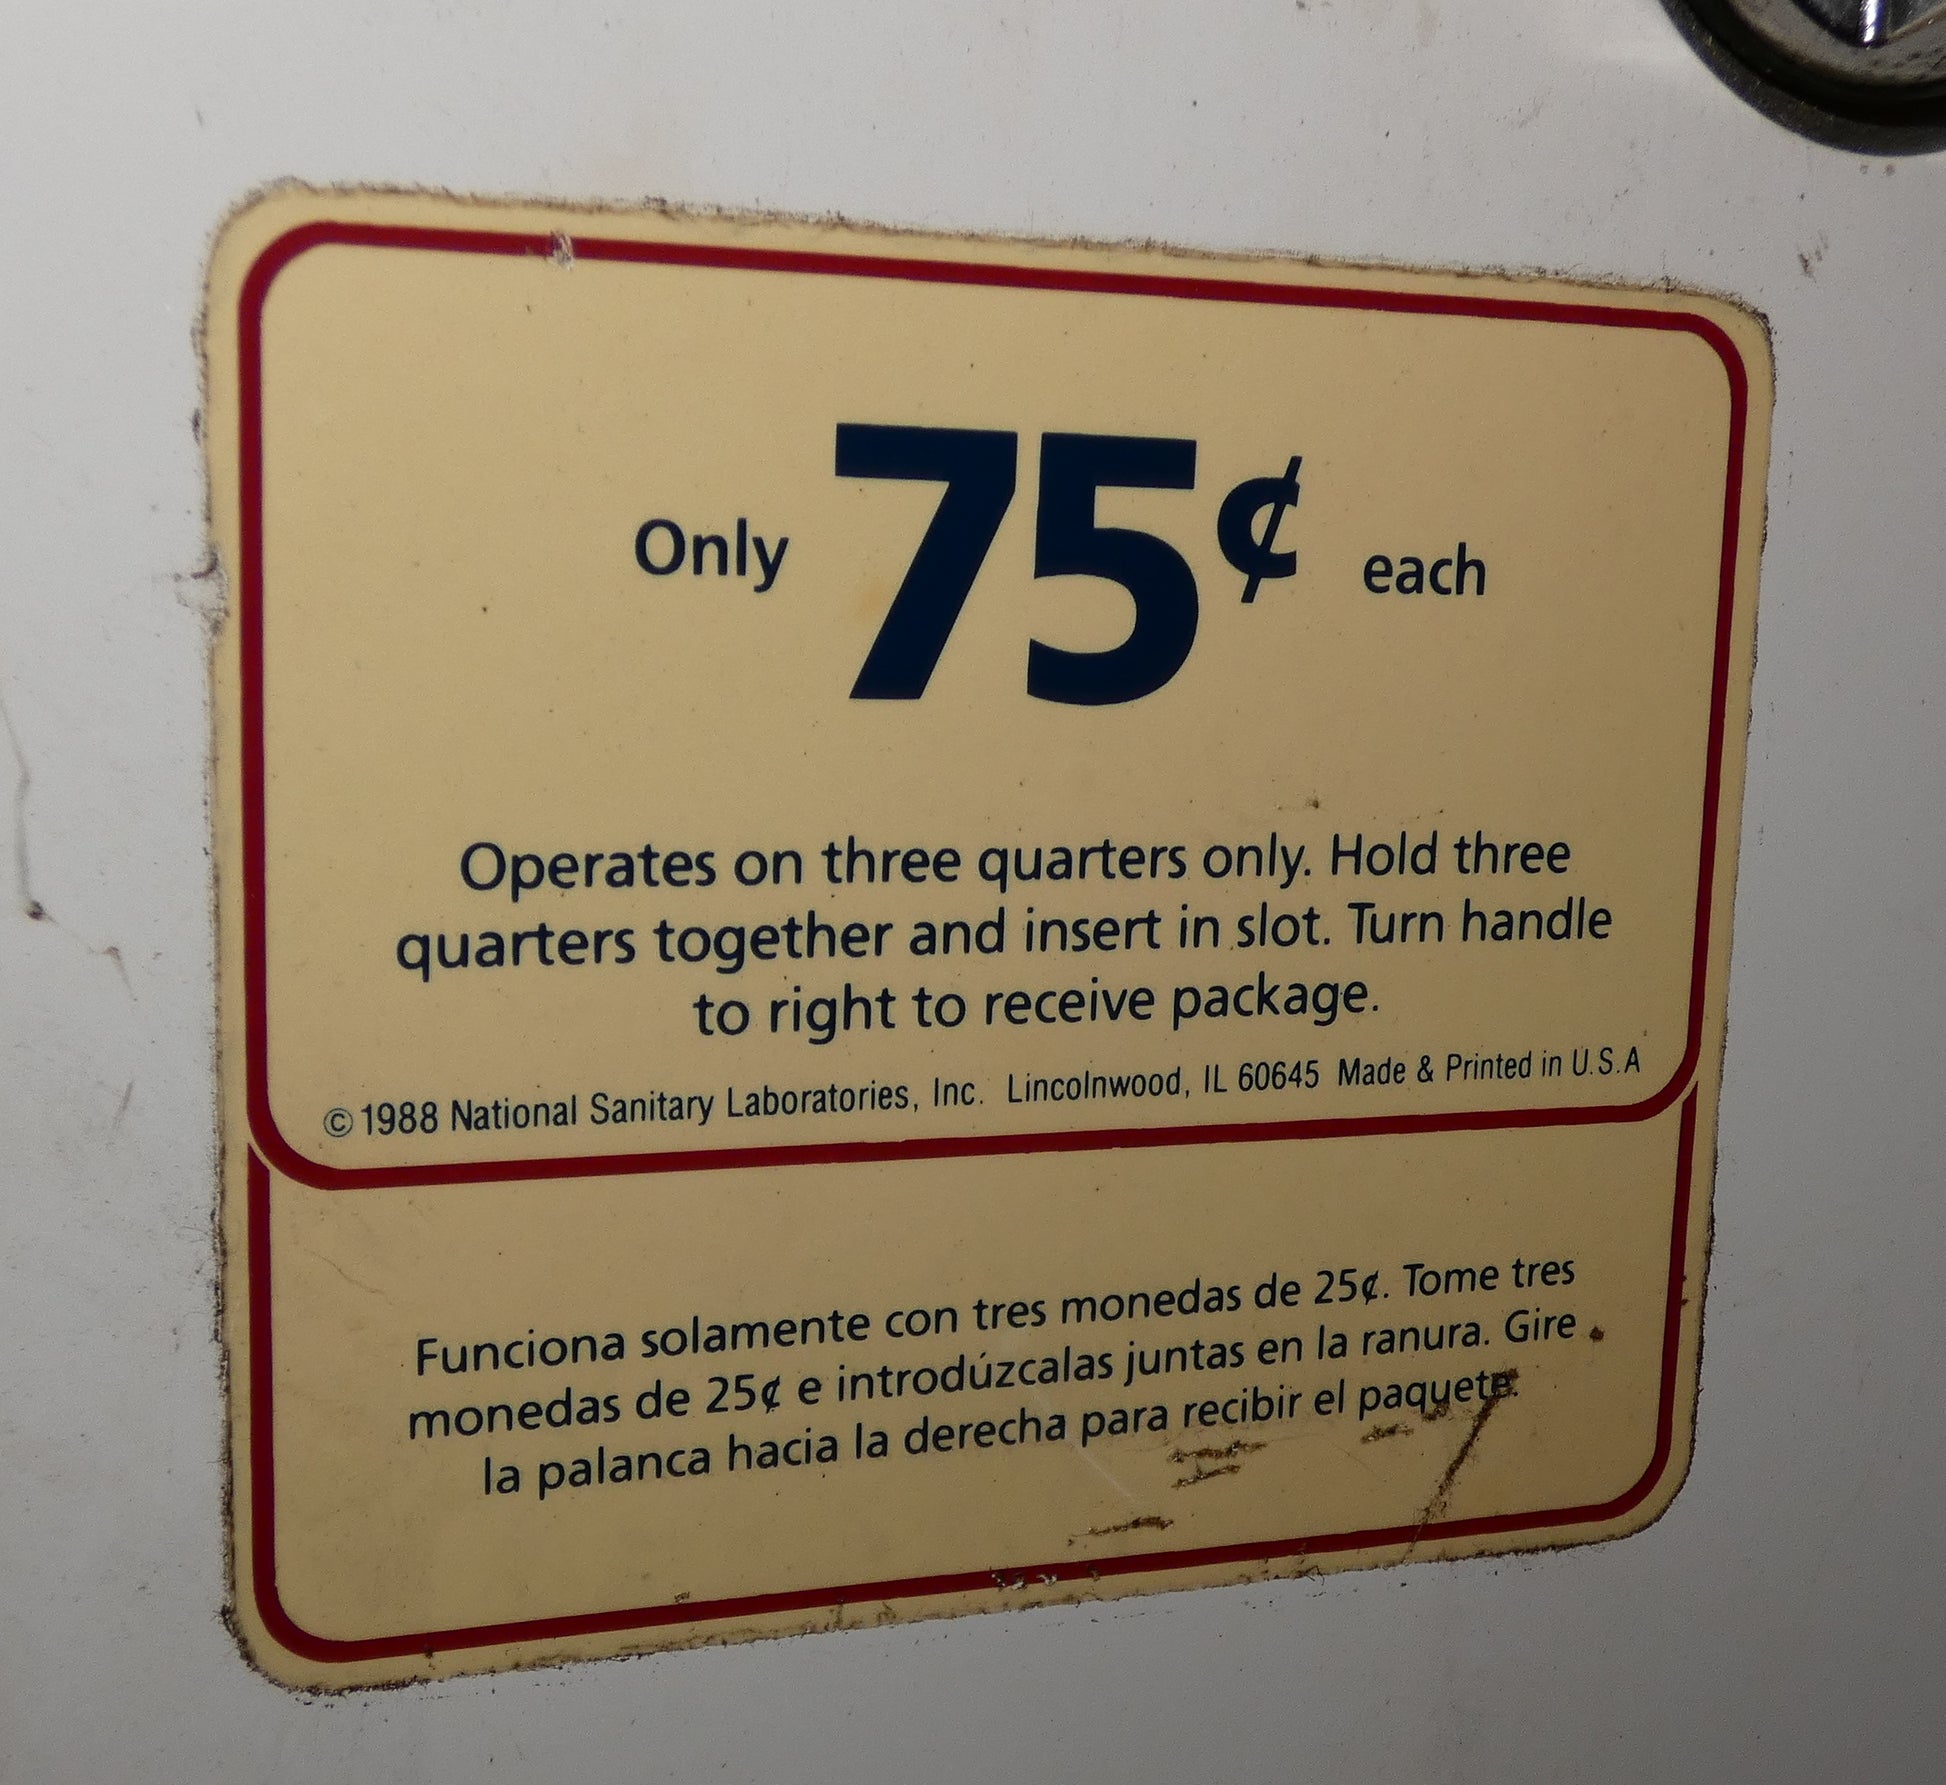 Only 75¢ each
Operates on three quarters only. Hold three
quarters together and insert in slot. Turn handle
to right to receive package.
©1988 National Sanitary Laboratories, Inc. Lincolnwood, IL 60645 Made & Printed in U.S.A
Funciona solamente con tres monedas de 25¢. Tome tres
monedas de 25¢ e introdúzcalas juntas en la ranura. Gire
la palanca hacia la derecha para recibir el paquete.